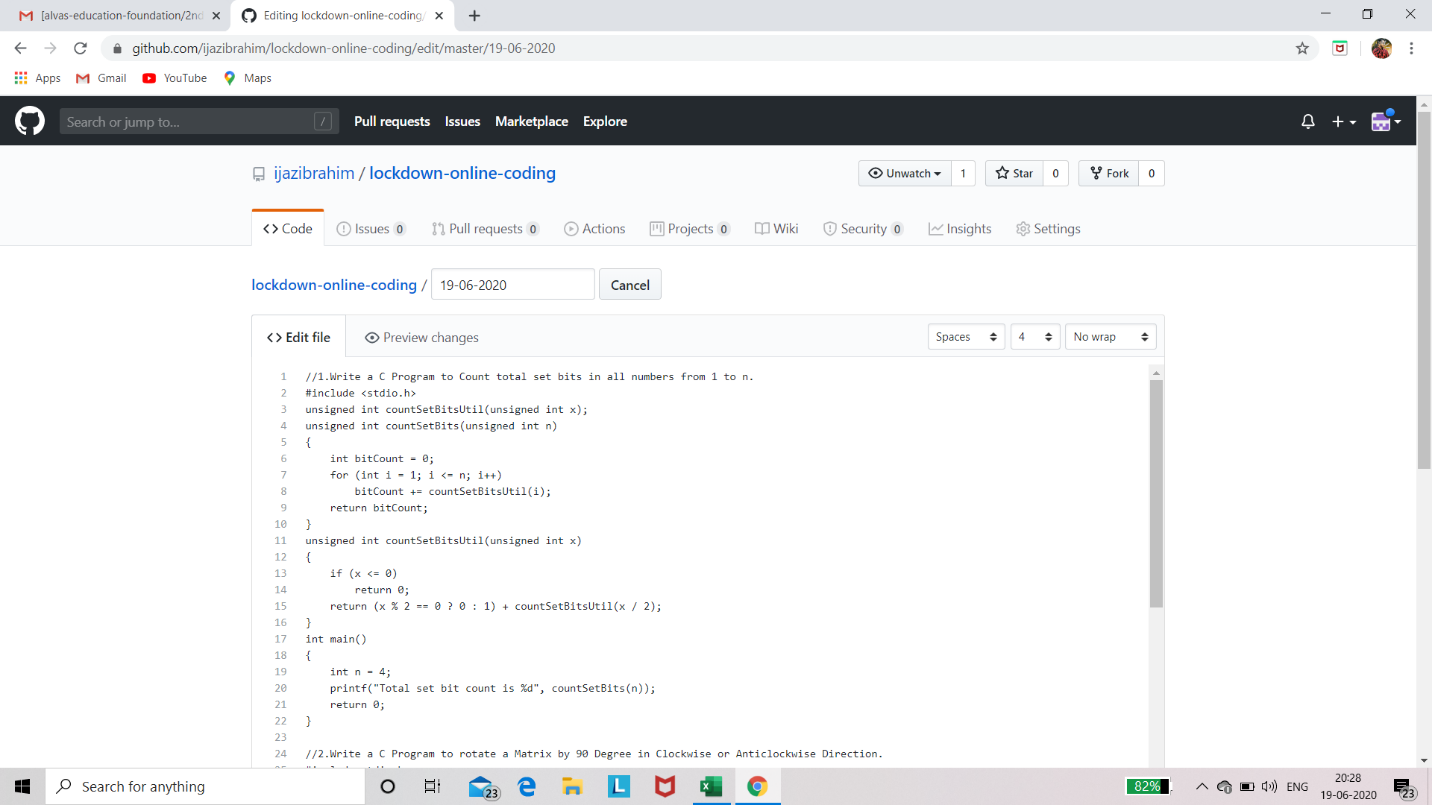 [alvas-education-foundation/2nd
Editing lockdown-online-coding/
github.com/ijazibrahim/lockdown-online-coding/edit/master/19-06-2020
Apps Gmail YouTube Maps
Search or jump to... /
Pull requests Issues Marketplace Explore
ijazibrahim / lockdown-online-coding
Unwatch 1 Star 0 Fork 0
Code Issues 0 Pull requests 0 Actions Projects 0 Wiki Security 0 Insights Settings
lockdown-online-coding / 19-06-2020 Cancel
<> Edit file Preview changes Spaces 4 No wrap
1 //1.Write a C Program to Count total set bits in all numbers from 1 to n.
2 #include <stdio.h>
3 unsigned int countSetBitsUtil(unsigned int x);
4 unsigned int countSetBits(unsigned int n)
5 {
6 int bitCount = 0;
7 for (int i = 1; i <= n; i++)
8 bitCount += countSetBitsUtil(i);
9 return bitCount;
10 }
11 unsigned int countSetBitsUtil(unsigned int x)
12 {
13 if (x <= 0)
14 return 0;
15 return (x % 2 == 0 ? 0 : 1) + countSetBitsUtil(x / 2);
16 }
17 int main()
18 {
19 int n = 4;
20 printf("Total set bit count is %d", countSetBits(n));
21 return 0;
22 }
23
24 //2.Write a C Program to rotate a Matrix by 90 Degree in Clockwise or Anticlockwise Direction.
Search for anything
23
L
82%
ENG
20:28
19-06-2020
23